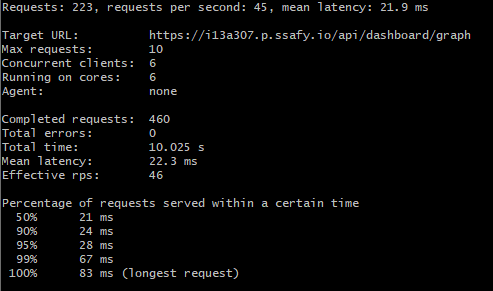 Requests: 223, requests per second: 45, mean latency: 21.9 ms
Target URL: https://i13a307.p.ssafy.io/api/dashboard/graph
Max requests: 10
Concurrent clients: 6
Running on cores: 6
Agent: none
Completed requests: 460
Total errors: 0
Total time: 10.025 s
Mean latency: 22.3 ms
Effective rps: 46
Percentage of requests served within a certain time
50% 21 ms
90% 24 ms
95% 28 ms
99% 67 ms
100% 83 ms (longest request)